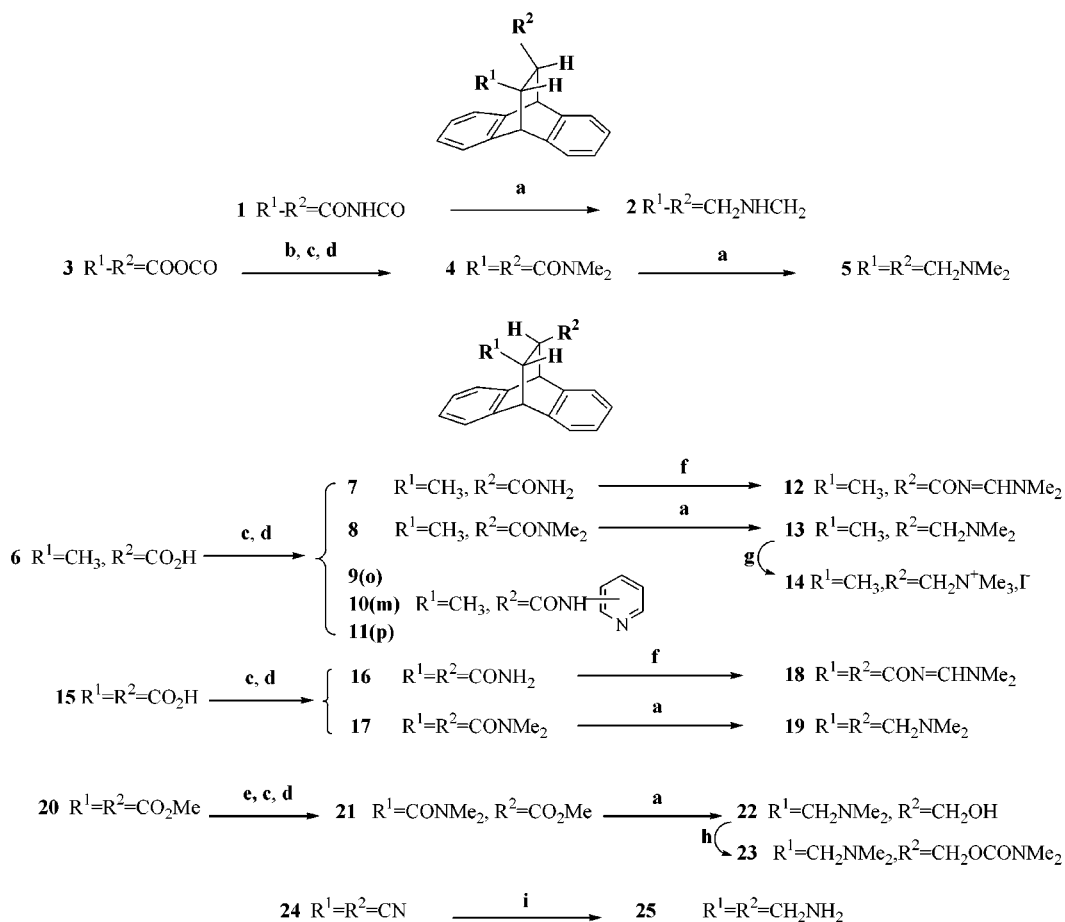 R²
H
R¹
H
1 R¹-R²=CONHCO
a
2 R¹-R²=CH₂NHCH₂
3 R¹-R²=COOCO
b, c, d
4 R¹=R²=CONMe₂
a
5 R¹=R²=CH₂NMe₂
H
R²
R¹
H
6 R¹=CH₃, R²=CO₂H
c, d
7 R¹=CH₃, R²=CONH₂
f
12 R¹=CH₃, R²=CON=CHNMe₂
8 R¹=CH₃, R²=CONMe₂
a
13 R¹=CH₃, R²=CH₂NMe₂
g
14 R¹=CH₃,R²=CH₂N⁺Me₃,I⁻
9(o)
10(m) R¹=CH₃, R²=CONH
N
11(p)
15 R¹=R²=CO₂H
c, d
16 R¹=R²=CONH₂
f
18 R¹=R²=CON=CHNMe₂
17 R¹=R²=CONMe₂
a
19 R¹=R²=CH₂NMe₂
20 R¹=R²=CO₂Me
e, c, d
21 R¹=CONMe₂, R²=CO₂Me
a
22 R¹=CH₂NMe₂, R²=CH₂OH
h
23 R¹=CH₂NMe₂,R²=CH₂OCONMe₂
24 R¹=R²=CN
i
25 R¹=R²=CH₂NH₂